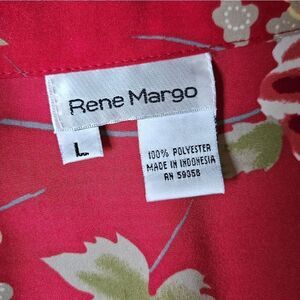 Rene Margo
L
100% POLYESTER
MADE IN INDONESIA
RN 59358